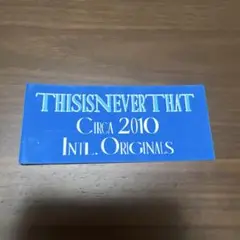 THISISNEVERTHAT
CIRCA 2010
INTL. ORIGINALS